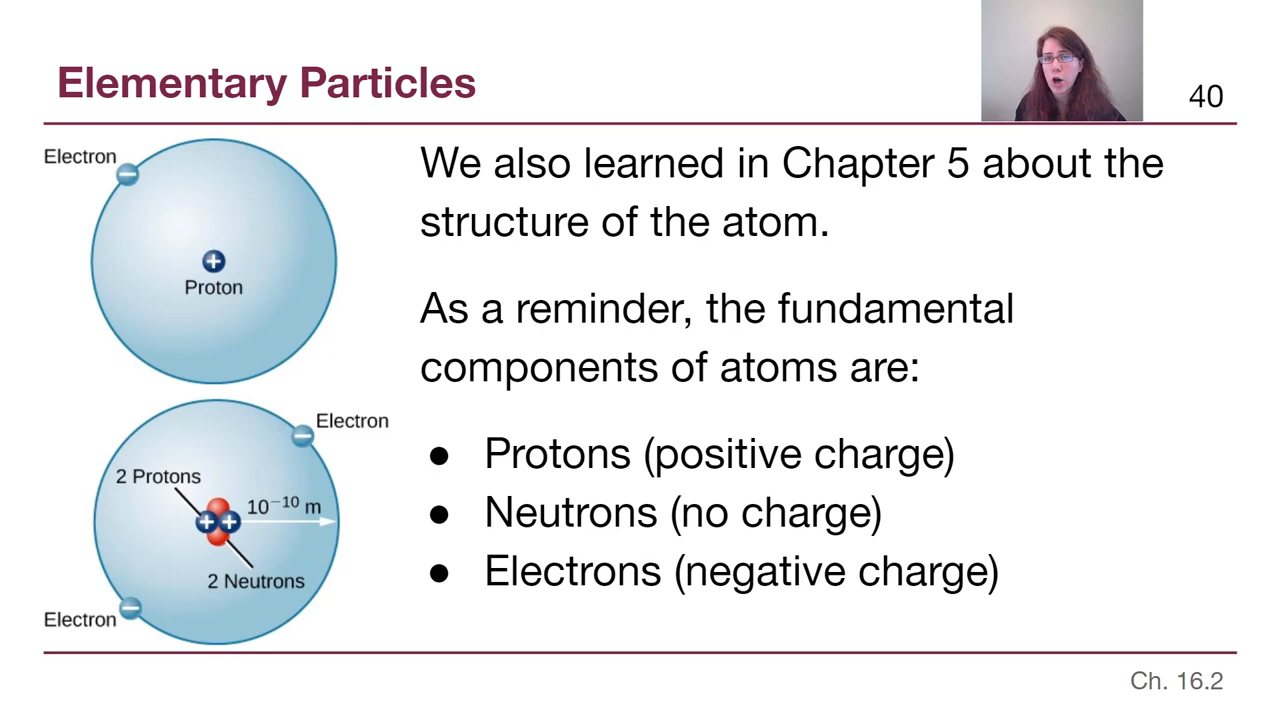 Elementary Particles
40
Electron
−
+
Proton
Electron
−
2 Protons
10⁻¹⁰ m
+ +
2 Neutrons
Electron
−
We also learned in Chapter 5 about the
structure of the atom.
As a reminder, the fundamental
components of atoms are:
● Protons (positive charge)
● Neutrons (no charge)
● Electrons (negative charge)
Ch. 16.2